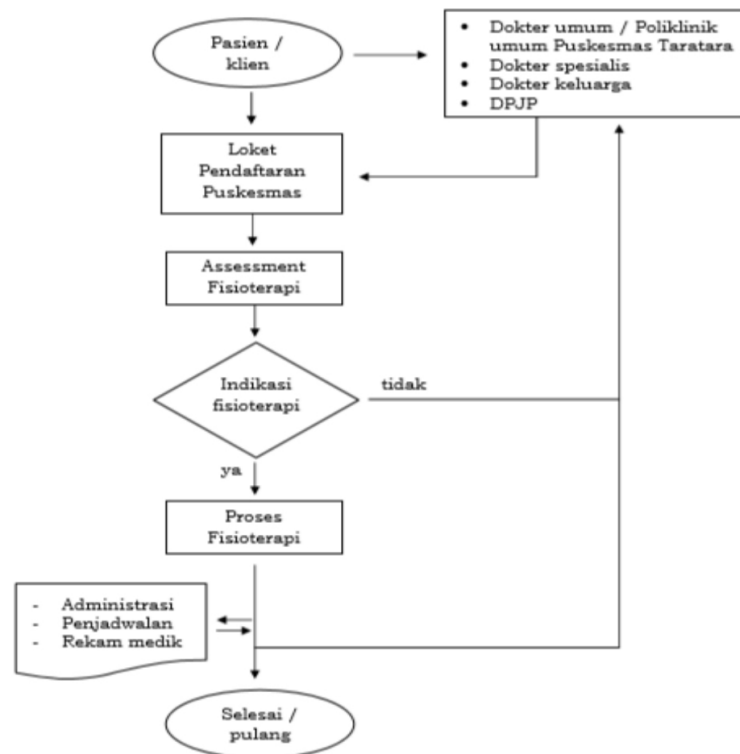 Pasien /
klien
• Dokter umum / Poliklinik
umum Puskesmas Taratara
• Dokter spesialis
• Dokter keluarga
• DPJP
Loket
Pendaftaran
Puskesmas
Assessment
Fisioterapi
Indikasi
fisioterapi
tidak
ya
Proses
Fisioterapi
- Administrasi
- Penjadwalan
- Rekam medik
Selesai /
pulang